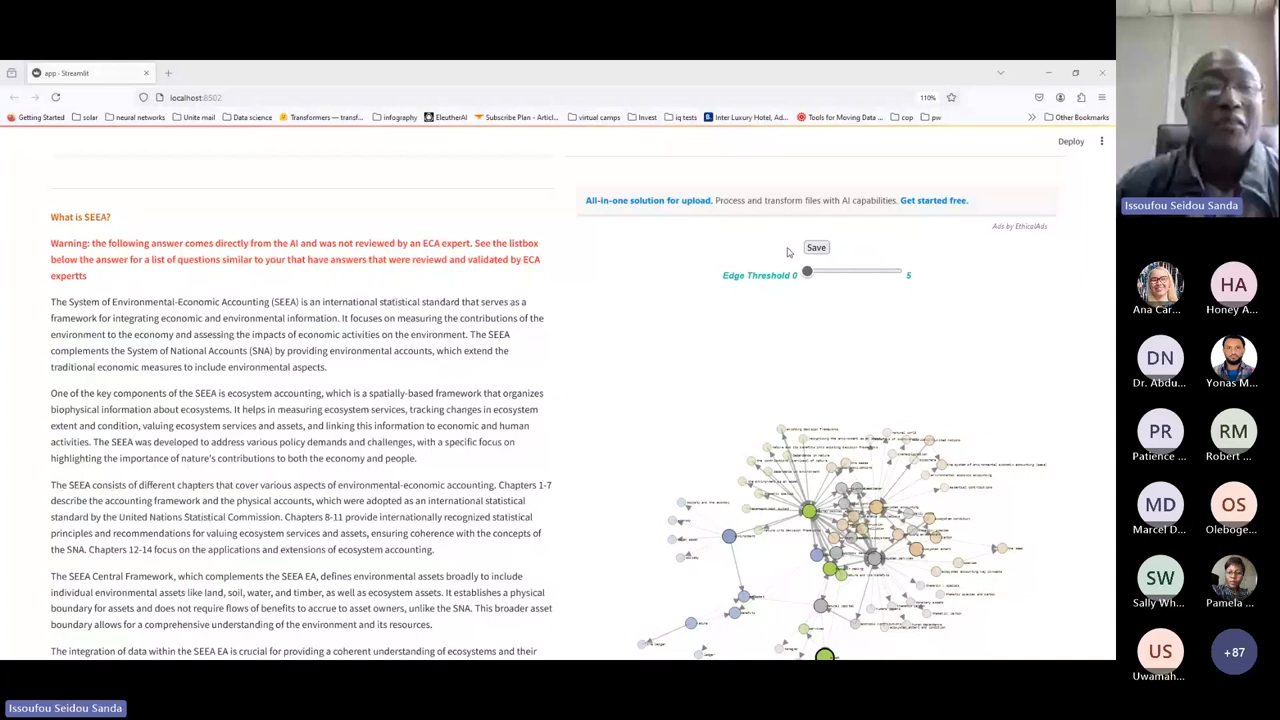 app - Streamlit
localhost:8502
110%
Getting Started
solar
neural networks
Unite mail
Data science
Transformers — transf...
infography
EleutherAI
Subscribe Plan - Articl...
virtual camps
Invest
iq tests
Inter Luxury Hotel, Ad...
Tools for Moving Data ...
cop
pw
Other Bookmarks
Deploy
What is SEEA?
Warning: the following answer comes directly from the AI and was not reviewed by an ECA expert. See the listbox
below the answer for a list of questions similar to your that have answers that were reviewd and validated by ECA
expertts
The System of Environmental-Economic Accounting (SEEA) is an international statistical standard that serves as a
framework for integrating economic and environmental information. It focuses on measuring the contributions of the
environment to the economy and assessing the impacts of economic activities on the environment. The SEEA
complements the System of National Accounts (SNA) by providing environmental accounts, which extend the
traditional economic measures to include environmental aspects.
One of the key components of the SEEA is ecosystem accounting, which is a spatially-based framework that organizes
biophysical information about ecosystems. It helps in measuring ecosystem services, tracking changes in ecosystem
extent and condition, valuing ecosystem services and assets, and linking this information to economic and human
activities. The SEEA was developed to address various policy demands and challenges, with a specific focus on
highlighting the importance of nature's contributions to both the economy and people.
The SEEA consists of different chapters that cover various aspects of environmental-economic accounting. Chapters 1-7
describe the accounting framework and the physical accounts, which were adopted as an international statistical
standard by the United Nations Statistical Commission. Chapters 8-11 provide internationally recognized statistical
principles and recommendations for valuing ecosystem services and assets, ensuring coherence with the concepts of
the SNA. Chapters 12-14 focus on the applications and extensions of ecosystem accounting.
The SEEA Central Framework, which complements the SEEA EA, defines environmental assets broadly to include
individual environmental assets like land, soil, water, and timber, as well as ecosystem assets. It establishes a physical
boundary for assets and does not require flows of benefits to accrue to asset owners, unlike the SNA. This broader asset
boundary allows for a comprehensive understanding of the environment and its resources.
The integration of data within the SEEA EA is crucial for providing a coherent understanding of ecosystems and their
All-in-one solution for upload. Process and transform files with AI capabilities. Get started free.
Ads by EthicalAds
Save
Edge Threshold 0
5
Issoufou Seidou Sanda
Ana Car...
HA
Honey A...
DN
Dr. Abdu...
Yonas M...
PR
Patience ...
RM
Robert ...
MD
Marcel D...
OS
Oleboge...
SW
Sally Wh...
Pamela ...
US
Uwamah...
+87
Issoufou Seidou Sanda